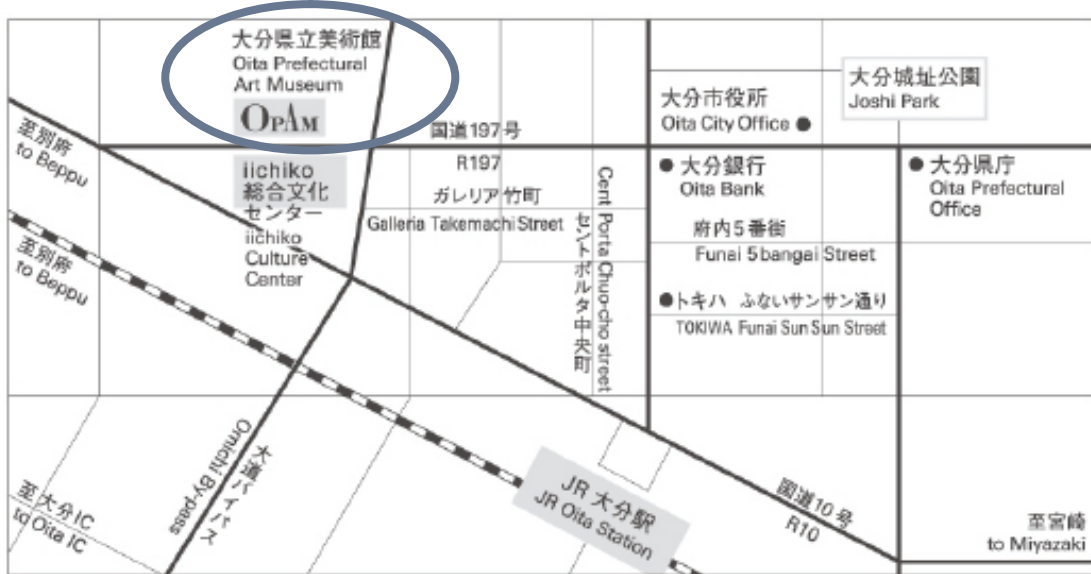 大分県立美術館
Oita Prefectural
Art Museum
OPAM
至別府
to Beppu
国道197号
R197
iichiko
総合文化
センター
iichiko
Culture
Center
ガレリア竹町
Galleria Takemachi Street
Cent Porta Chuo-cho street
セントポルタ中央町
大分市役所
Oita City Office
大分城址公園
Joshi Park
大分銀行
Oita Bank
大分県庁
Oita Prefectural
Office
府内5番街
Funai 5bangai Street
トキハ ふないサンサン通り
TOKIWA Funai Sun Sun Street
至別府
to Beppu
大道バイパス
Omichi By-pass
至大分IC
to Oita IC
JR 大分駅
JR Oita Station
国道10号
R10
至宮崎
to Miyazaki